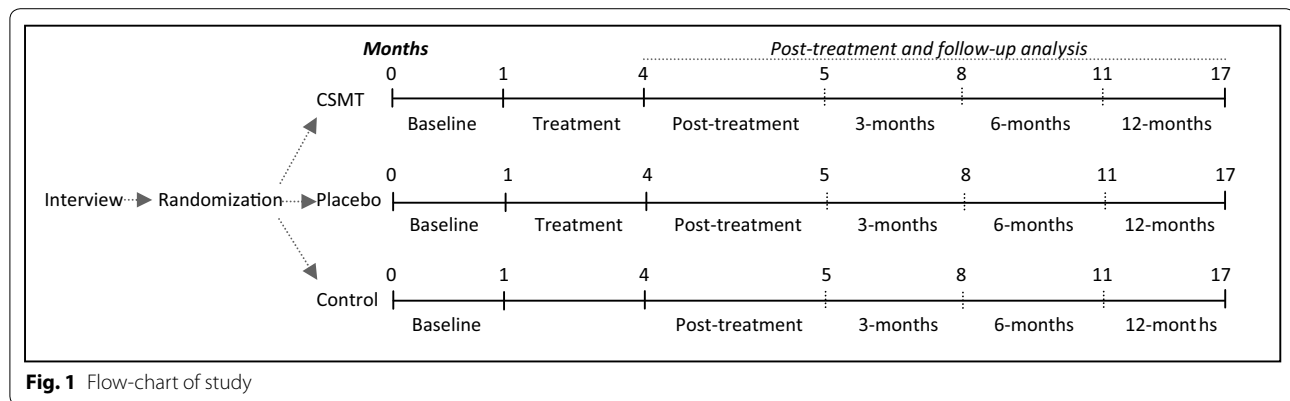 Months Post-treatment and follow-up analysis
0 1 4 5 8 11 17
CSMT
Baseline Treatment Post-treatment 3-months 6-months 12-months
0 1 4 5 8 11 17
Interview Randomization Placebo
Baseline Treatment Post-treatment 3-months 6-months 12-months
0 1 4 5 8 11 17
Control
Baseline Post-treatment 3-months 6-months 12-months
Fig. 1 Flow-chart of study